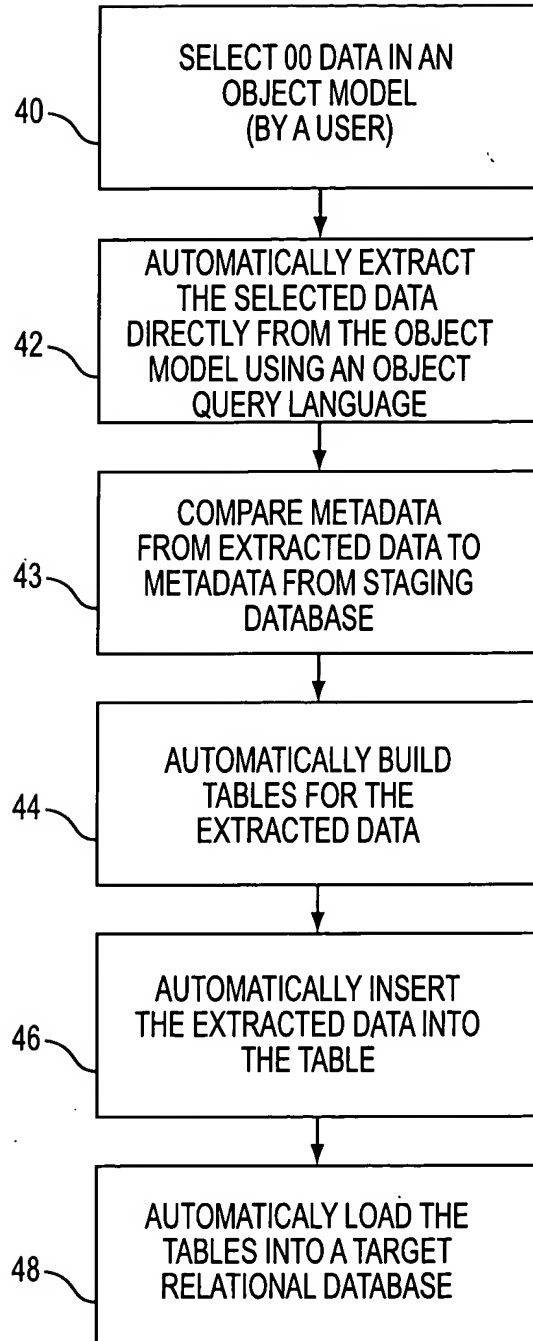 SELECT 00 DATA IN AN
OBJECT MODEL
(BY A USER)
40
AUTOMATICALLY EXTRACT
THE SELECTED DATA
DIRECTLY FROM THE OBJECT
MODEL USING AN OBJECT
QUERY LANGUAGE
42
COMPARE METADATA
FROM EXTRACTED DATA TO
METADATA FROM STAGING
DATABASE
43
AUTOMATICALLY BUILD
TABLES FOR THE
EXTRACTED DATA
44
AUTOMATICALLY INSERT
THE EXTRACTED DATA INTO
THE TABLE
46
AUTOMATICALY LOAD THE
TABLES INTO A TARGET
RELATIONAL DATABASE
48